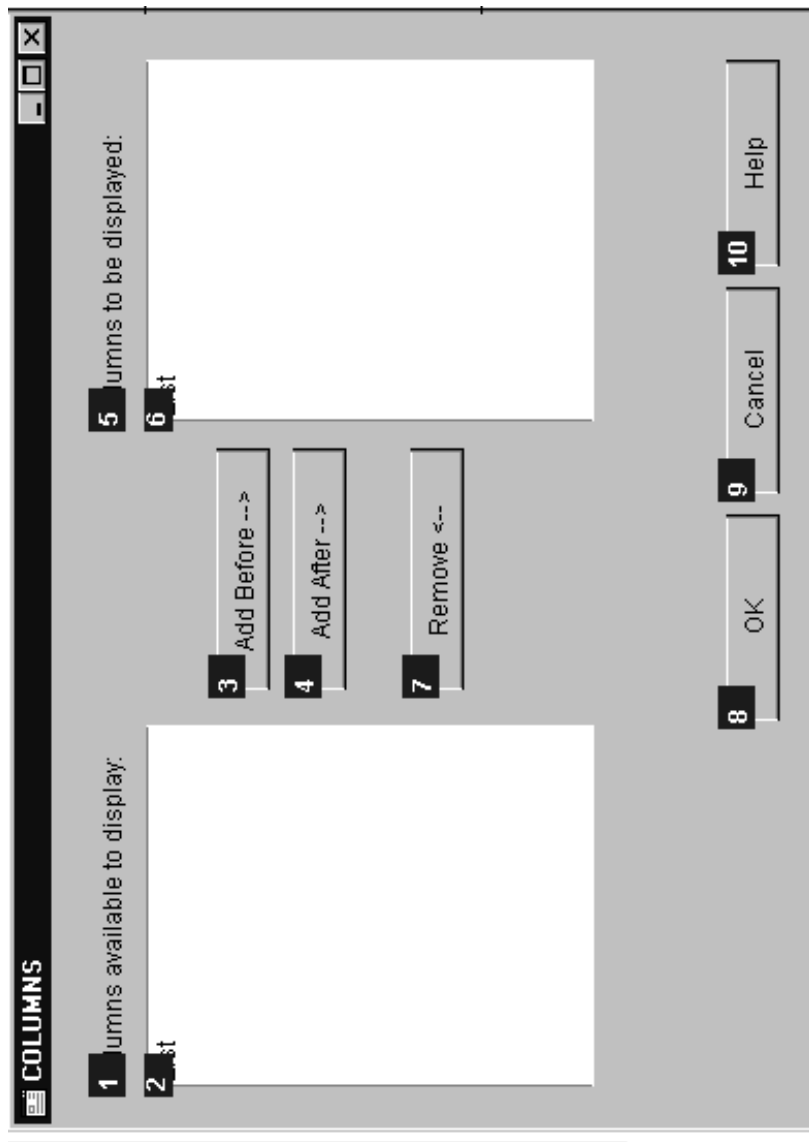 COLUMNS
1 umns available to display:
5 umns to be displayed:
2 st
6 st
3 Add Before -->
4 Add After -->
7 Remove <--
8 OK
9 Cancel
10 Help